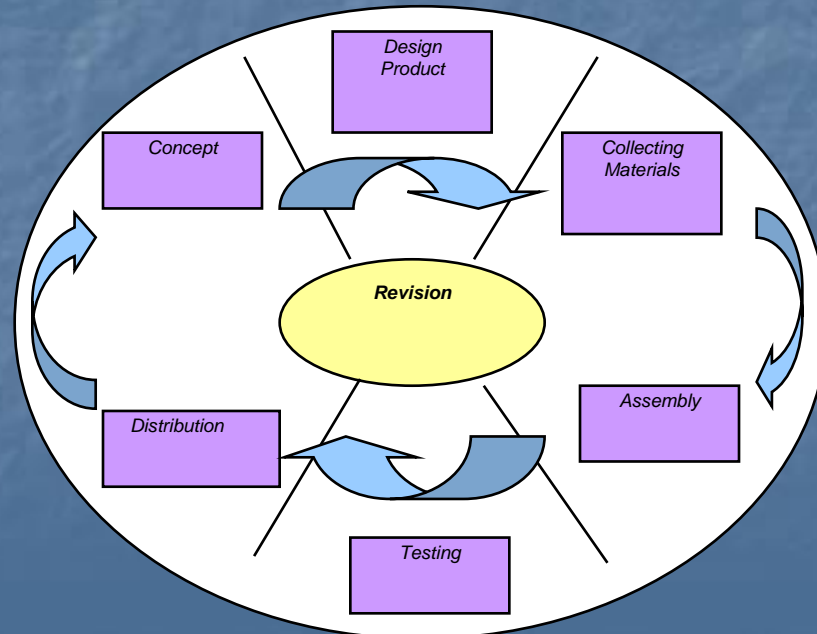 Design
Product
Concept
Collecting
Materials
Revision
Assembly
Distribution
Testing